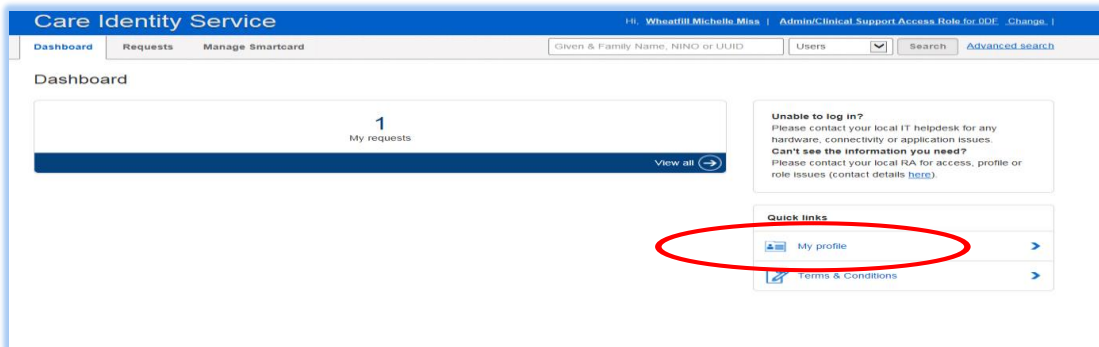 Care Identity Service
Hi, Wheatfill Michelle Miss | Admin/Clinical Support Access Role for 0DF Change |
Dashboard Requests Manage Smartcard
Given & Family Name, NINO or UUID Users Search Advanced search
Dashboard
1
My requests
View all
Unable to log in?
Please contact your local IT helpdesk for any
hardware, connectivity or application issues.
Can't see the information you need?
Please contact your local RA for access, profile or
role issues (contact details here).
Quick links
My profile
Terms & Conditions